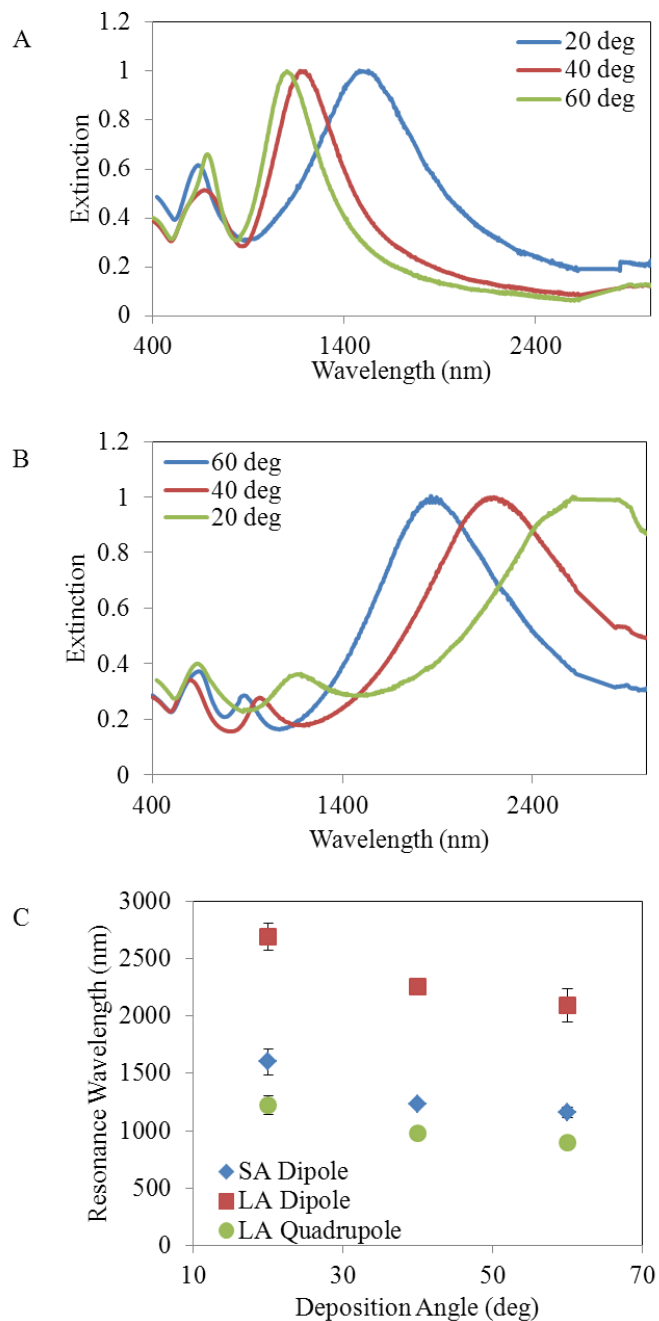 A
1.2
1
0.8
0.6
0.4
0.2
0
Extinction
20 deg
40 deg
60 deg
400
1400
2400
Wavelength (nm)
B
1.2
1
0.8
0.6
0.4
0.2
0
Extinction
60 deg
40 deg
20 deg
400
1400
2400
Wavelength (nm)
C
3000
2500
2000
1500
1000
500
0
Resonance Wavelength (nm)
SA Dipole
LA Dipole
LA Quadrupole
10
30
50
70
Deposition Angle (deg)